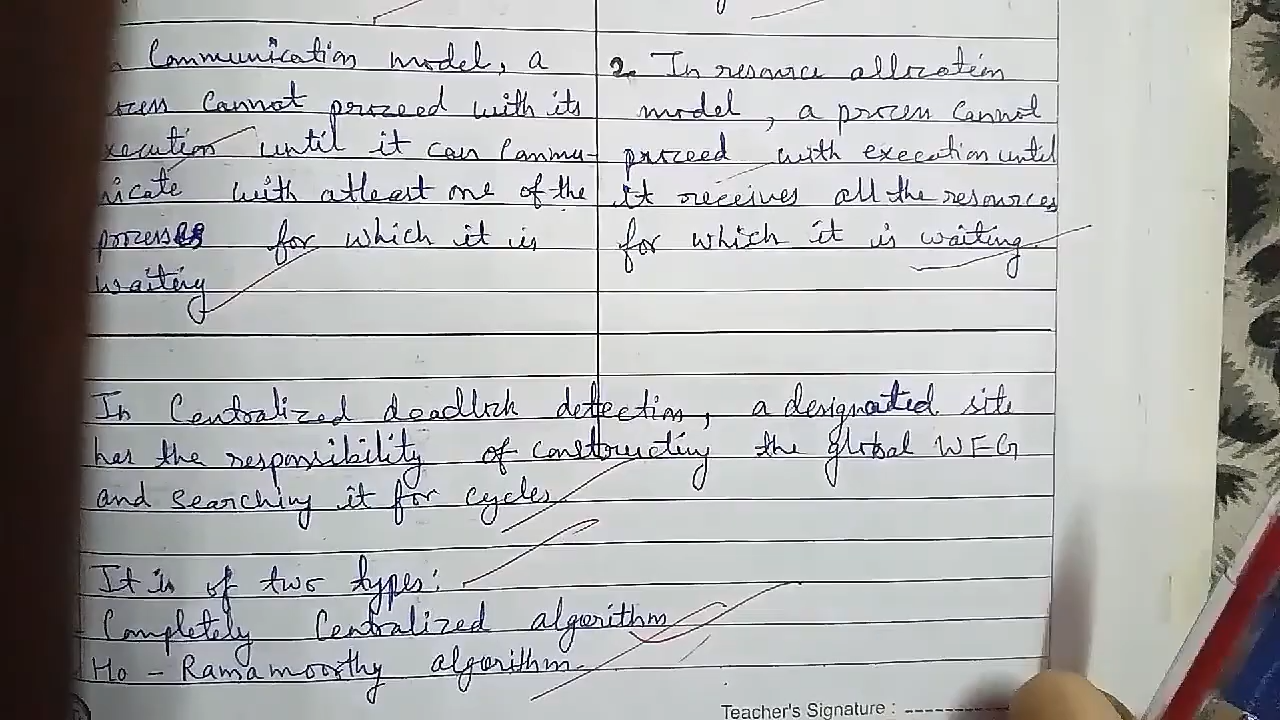 Communication model, a
cess cannot prozeed with its
xecution until it can Commu-
nicate with atleast one of the
process for which it is
waiting
2. In resource allocation
model, a process cannot
proceed with execution until
it receives all the resources
for which it is waiting.
In Centralized deadlock detection, a designated site
has the responsibility of constructing the global WFG
and searching it for cycles
It is of two types:
Completely Centralized algorithm
Ho - Ramamoorthy algorithm.
Teacher's Signature :